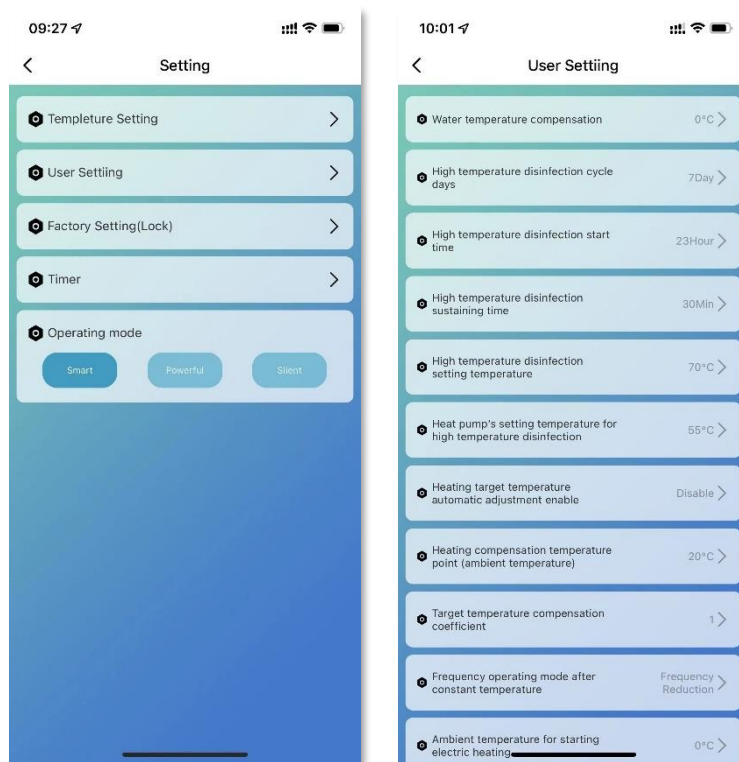 09:27
Setting
Templeture Setting
User Settiing
Factory Setting(Lock)
Timer
Operating mode
Smart
Powerful
Slient
10:01
User Settiing
Water temperature compensation
0°C
High temperature disinfection cycle
days
7Day
High temperature disinfection start
time
23Hour
High temperature disinfection
sustaining time
30Min
High temperature disinfection
setting temperature
70°C
Heat pump's setting temperature for
high temperature disinfection
55°C
Heating target temperature
automatic adjustment enable
Disable
Heating compensation temperature
point (ambient temperature)
20°C
Target temperature compensation
coefficient
1
Frequency operating mode after
constant temperature
Frequency
Reduction
Ambient temperature for starting
electric heating
0°C